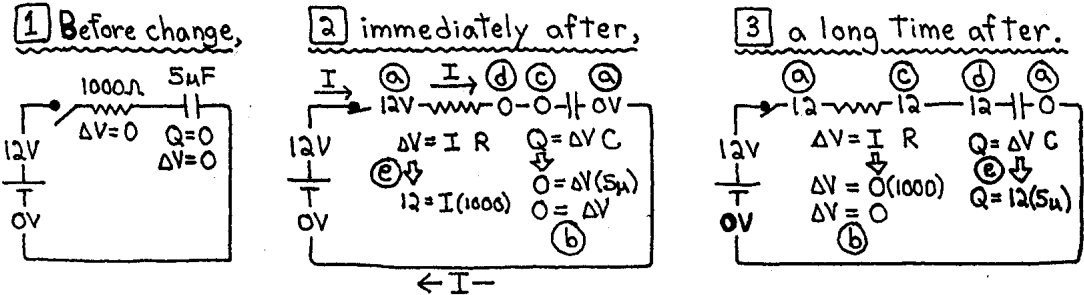 1 Before change,
1000Ω 5μF
ΔV=0 Q=0
ΔV=0
12V
0V
2 immediately after,
I a I d c a
12V 0 0 0V
ΔV= I R Q= ΔV C
12V
e 0= ΔV(5μ)
12= I(1000) 0= ΔV
0V b
← I
3 a long Time after.
a c d a
12 12 12 0
ΔV= I R Q= ΔV C
12V
e
ΔV= 0(1000) Q= 12(5μ)
0V ΔV= 0
b